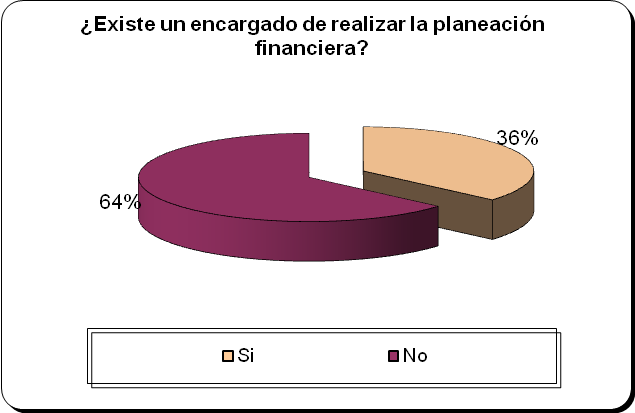 ¿Existe un encargado de realizar la planeación
financiera?
36%
64%
Si
No